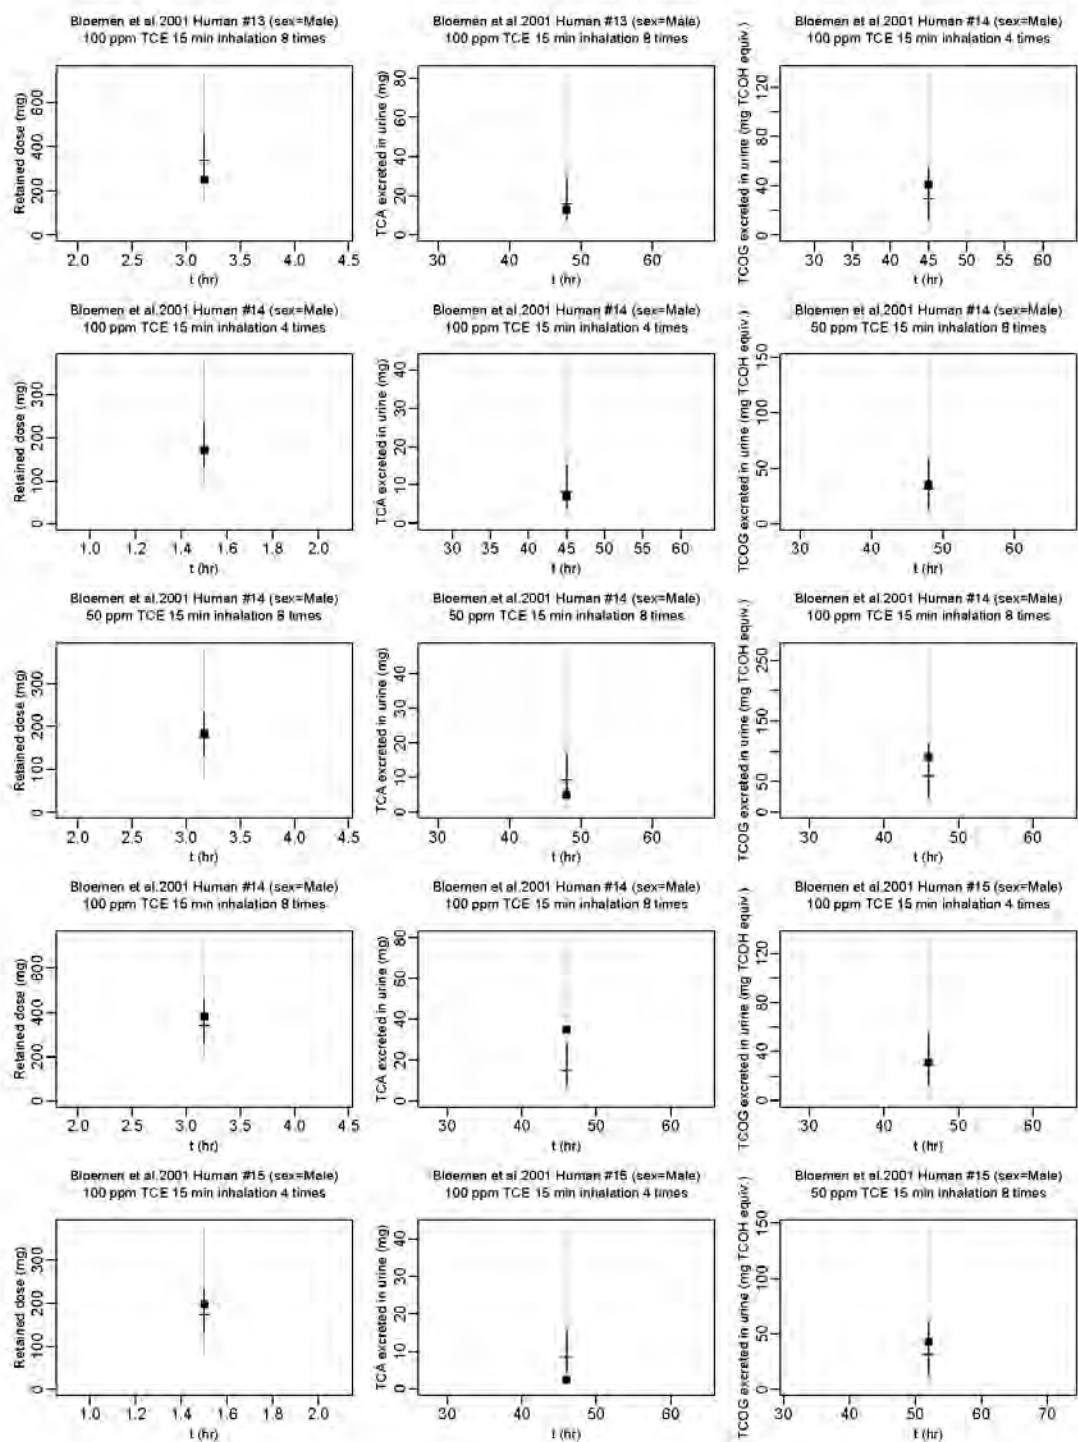 Bloemen et al.2001 Human #13 (sex=Male)
100 ppm TCE 15 min inhalation 8 times
Retained dose (mg)
0 200 400 600
2.0 2.5 3.0 3.5 4.0 4.5
t (hr)
Bloemen et al.2001 Human #13 (sex=Male)
100 ppm TCE 15 min inhalation 8 times
TCA excreted in urine (mg)
0 20 40 60 80
30 40 50 60
t (hr)
Bloemen et al.2001 Human #14 (sex=Male)
100 ppm TCE 15 min inhalation 4 times
TCOG excreted in urine (mg TCOH equiv.)
0 40 80 120
30 35 40 45 50 55 60
t (hr)
Bloemen et al.2001 Human #14 (sex=Male)
100 ppm TCE 15 min inhalation 4 times
Retained dose (mg)
0 100 200 300
1.0 1.2 1.4 1.6 1.8 2.0
t (hr)
Bloemen et al.2001 Human #14 (sex=Male)
100 ppm TCE 15 min inhalation 4 times
TCA excreted in urine (mg)
0 10 20 30 40
30 35 40 45 50 55 60
t (hr)
Bloemen et al.2001 Human #14 (sex=Male)
50 ppm TCE 15 min inhalation 8 times
TCOG excreted in urine (mg TCOH equiv.)
0 50 100 150
30 40 50 60
t (hr)
Bloemen et al.2001 Human #14 (sex=Male)
50 ppm TCE 15 min inhalation 8 times
Retained dose (mg)
0 100 200 300
2.0 2.5 3.0 3.5 4.0 4.5
t (hr)
Bloemen et al.2001 Human #14 (sex=Male)
50 ppm TCE 15 min inhalation 8 times
TCA excreted in urine (mg)
0 10 20 30 40
30 40 50 60
t (hr)
Bloemen et al.2001 Human #14 (sex=Male)
100 ppm TCE 15 min inhalation 8 times
TCOG excreted in urine (mg TCOH equiv.)
0 50 150 250
30 40 50 60
t (hr)
Bloemen et al.2001 Human #14 (sex=Male)
100 ppm TCE 15 min inhalation 8 times
Retained dose (mg)
0 200 400 600
2.0 2.5 3.0 3.5 4.0 4.5
t (hr)
Bloemen et al.2001 Human #14 (sex=Male)
100 ppm TCE 15 min inhalation 8 times
TCA excreted in urine (mg)
0 20 40 60 80
30 40 50 60
t (hr)
Bloemen et al.2001 Human #15 (sex=Male)
100 ppm TCE 15 min inhalation 4 times
TCOG excreted in urine (mg TCOH equiv.)
0 40 80 120
30 40 50 60
t (hr)
Bloemen et al.2001 Human #15 (sex=Male)
100 ppm TCE 15 min inhalation 4 times
Retained dose (mg)
0 100 200 300
1.0 1.2 1.4 1.6 1.8 2.0
t (hr)
Bloemen et al.2001 Human #15 (sex=Male)
100 ppm TCE 15 min inhalation 4 times
TCA excreted in urine (mg)
0 10 20 30 40
30 40 50 60
t (hr)
Bloemen et al.2001 Human #15 (sex=Male)
50 ppm TCE 15 min inhalation 8 times
TCOG excreted in urine (mg TCOH equiv.)
0 50 100 150
30 40 50 60 70
t (hr)